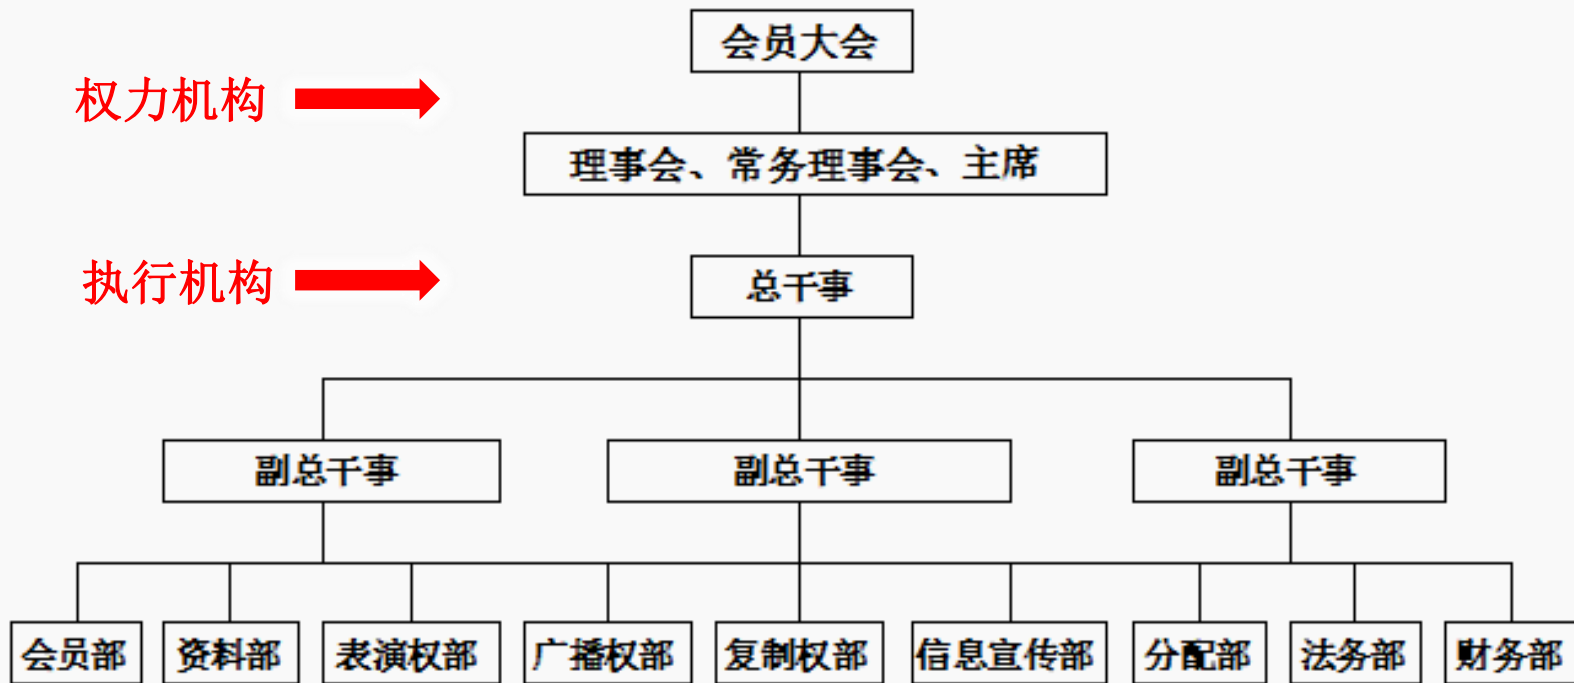 会员大会
权力机构
理事会、常务理事会、主席
执行机构
总干事
副总干事 副总干事 副总干事
会员部 资料部 表演权部 广播权部 复制权部 信息宣传部 分配部 法务部 财务部